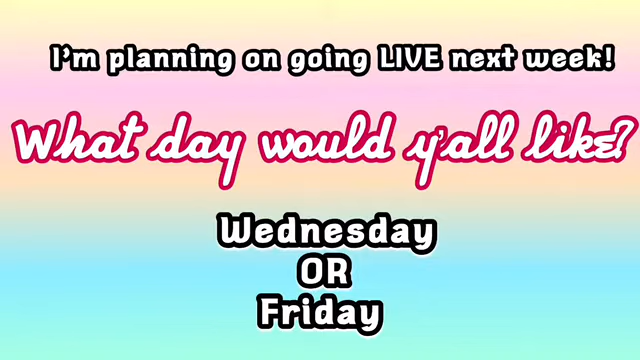 I'm planning on going LIVE next week!
What day would y'all like?
Wednesday
OR
Friday